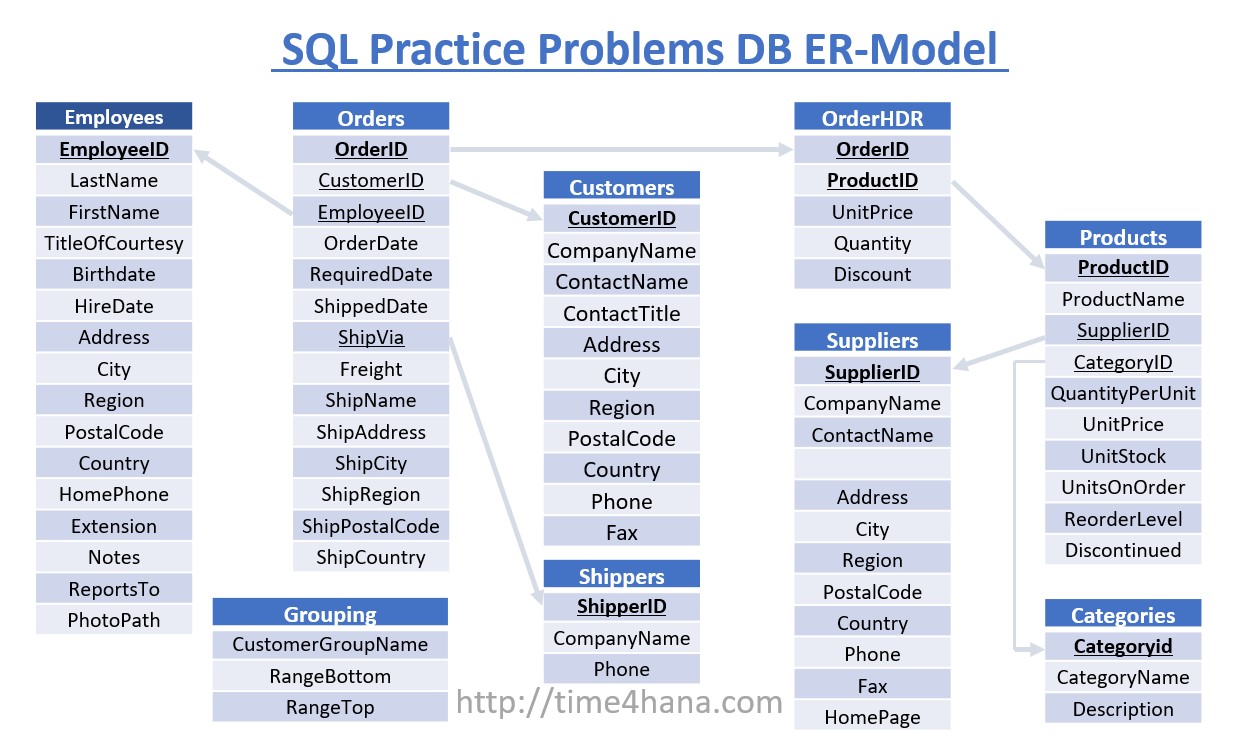 SQL Practice Problems DB ER-Model
Employees
EmployeeID
LastName
FirstName
TitleOfCourtesy
Birthdate
HireDate
Address
City
Region
PostalCode
Country
HomePhone
Extension
Notes
ReportsTo
PhotoPath
Orders
OrderID
CustomerID
EmployeeID
OrderDate
RequiredDate
ShippedDate
ShipVia
Freight
ShipName
ShipAddress
ShipCity
ShipRegion
ShipPostalCode
ShipCountry
Grouping
CustomerGroupName
RangeBottom
RangeTop
Customers
CustomerID
CompanyName
ContactName
ContactTitle
Address
City
Region
PostalCode
Country
Phone
Fax
Shippers
ShipperID
CompanyName
Phone
OrderHDR
OrderID
ProductID
UnitPrice
Quantity
Discount
Suppliers
SupplierID
CompanyName
ContactName
Address
City
Region
PostalCode
Country
Phone
Fax
HomePage
Products
ProductID
ProductName
SupplierID
CategoryID
QuantityPerUnit
UnitPrice
UnitStock
UnitsOnOrder
ReorderLevel
Discontinued
Categories
Categoryid
CategoryName
Description
http://time4hana.com